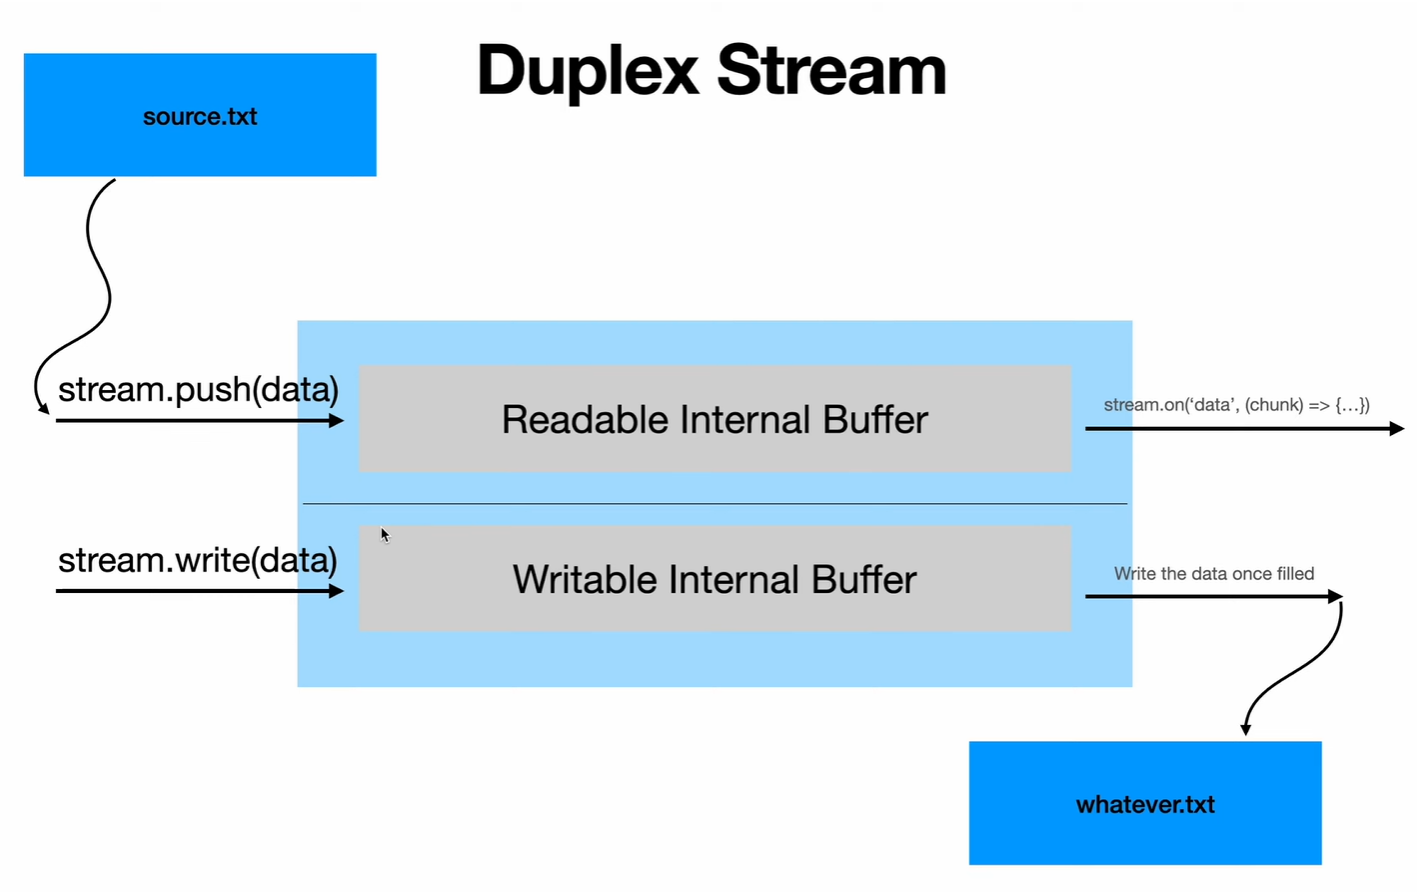 Duplex Stream
source.txt
stream.push(data)
Readable Internal Buffer
stream.on(‘data’, (chunk) => {…})
stream.write(data)
Writable Internal Buffer
Write the data once filled
whatever.txt